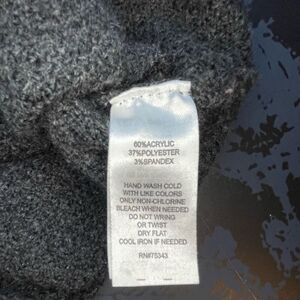 60%ACRYLIC
37%POLYESTER
3%SPANDEX
HAND WASH COLD
WITH LIKE COLORS
ONLY NON-CHLORINE
BLEACH WHEN NEEDED
DO NOT WRING
OR TWIST
DRY FLAT
COOL IRON IF NEEDED
RN#75343